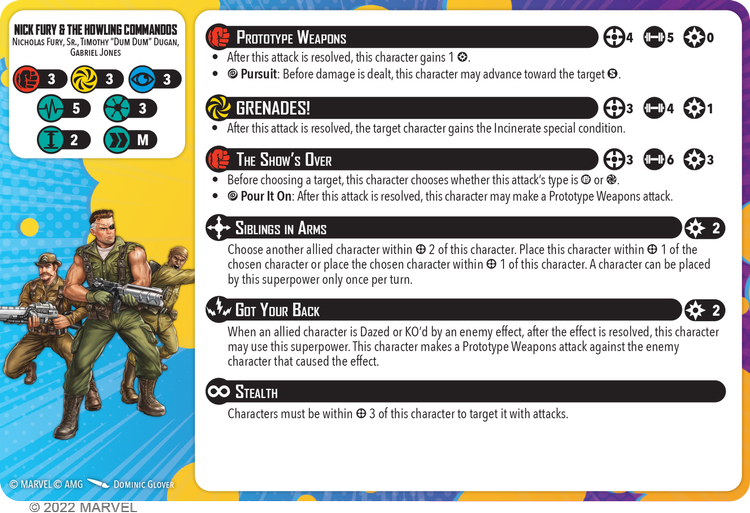 NICK FURY & THE HOWLING COMMANDOS
NICHOLAS FURY, SR., TIMOTHY "DUM DUM" DUGAN,
GABRIEL JONES
3 3 3
5 3
2 M
PROTOTYPE WEAPONS 4 5 0
• After this attack is resolved, this character gains 1 .
• Pursuit: Before damage is dealt, this character may advance toward the target S.
GRENADES! 3 4 1
• After this attack is resolved, the target character gains the Incinerate special condition.
THE SHOW'S OVER 3 6 3
• Before choosing a target, this character chooses whether this attack's type is or .
• Pour It On: After this attack is resolved, this character may make a Prototype Weapons attack.
SIBLINGS IN ARMS 2
Choose another allied character within 2 of this character. Place this character within 1 of the
chosen character or place the chosen character within 1 of this character. A character can be placed
by this superpower only once per turn.
GOT YOUR BACK 2
When an allied character is Dazed or KO'd by an enemy effect, after the effect is resolved, this character
may use this superpower. This character makes a Prototype Weapons attack against the enemy
character that caused the effect.
STEALTH
Characters must be within 3 of this character to target it with attacks.
© MARVEL © AMG DOMINIC GLOVER
© 2022 MARVEL